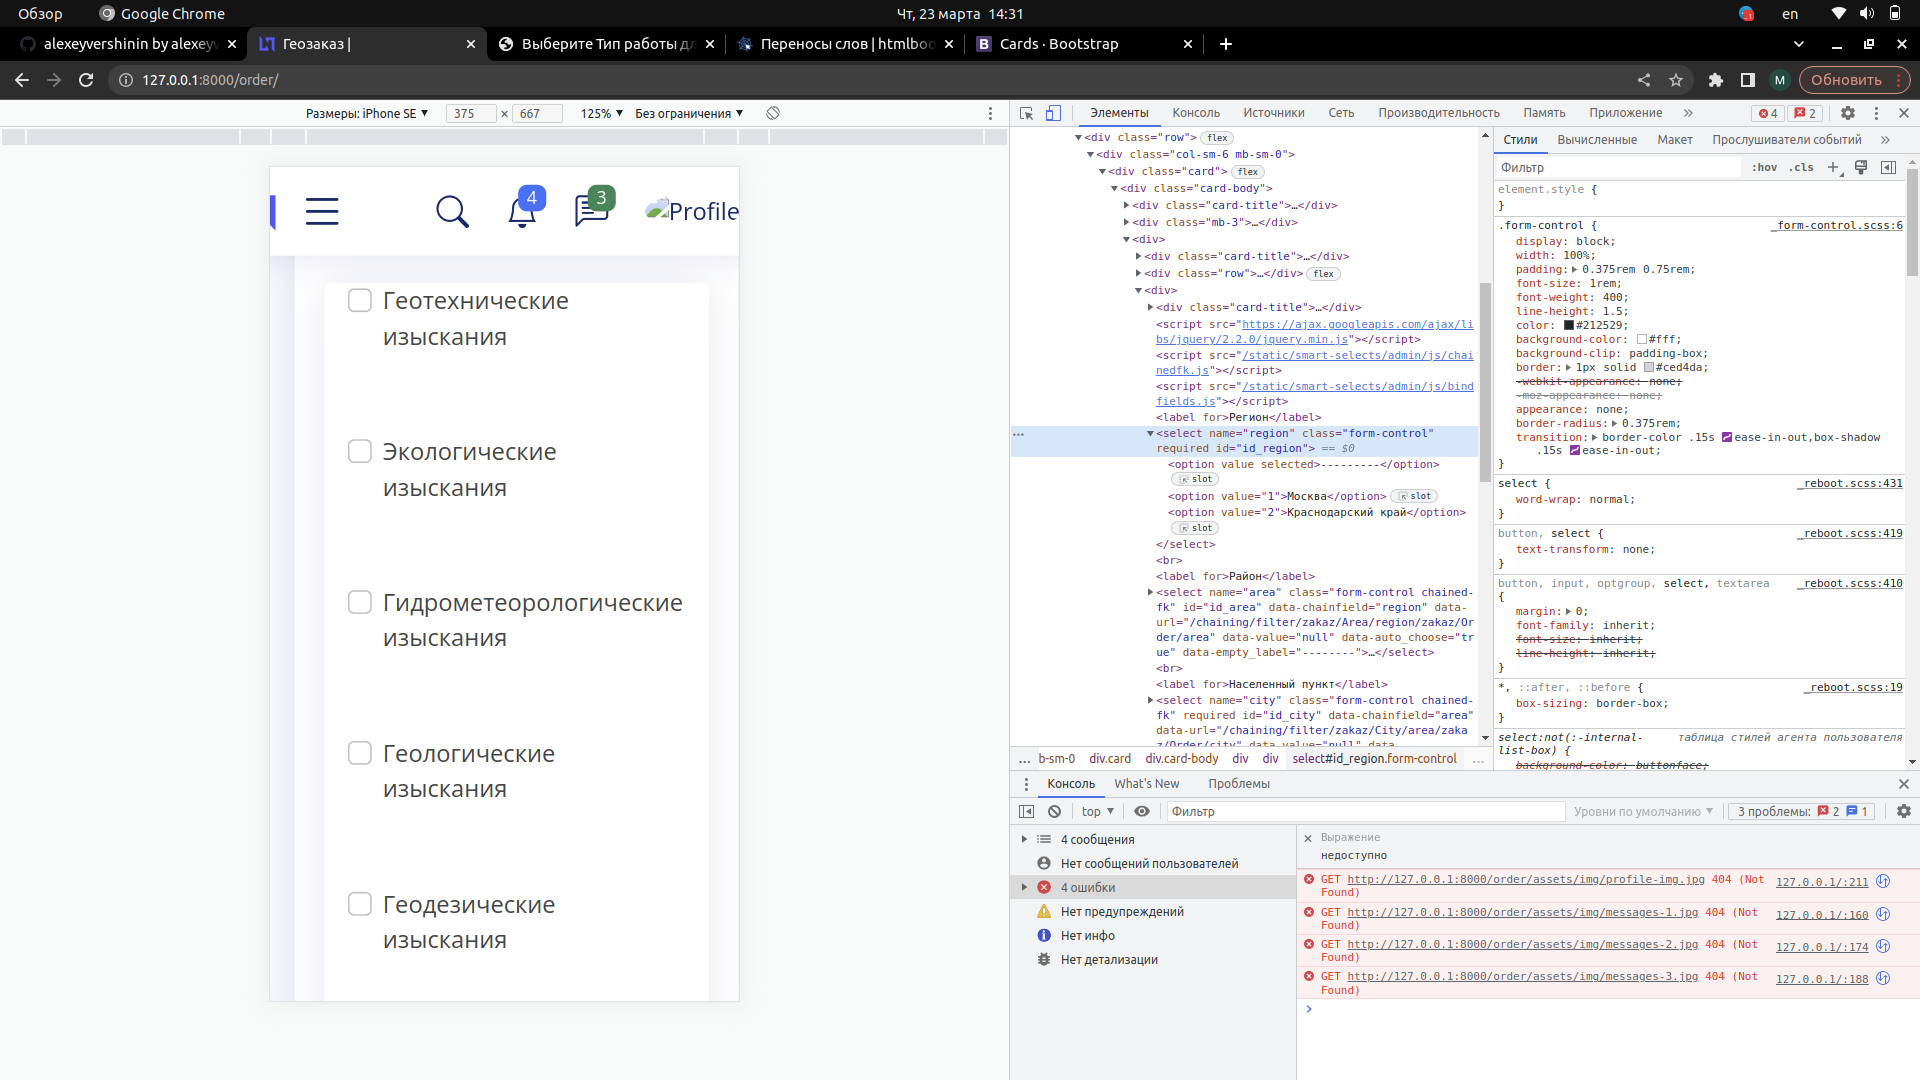 Обзор
Google Chrome
Чт, 23 марта 14:31
en
alexeyvershinin by alexeyv
Геозаказ |
Выберите Тип работы дл
Переносы слов | htmlboo
B Cards · Bootstrap
127.0.0.1:8000/order/
M
Обновить
Размеры: iPhone SE
375 × 667
125%
Без ограничения
4
3
Profile
Геотехнические
изыскания
Экологические
изыскания
Гидрометеорологические
изыскания
Геологические
изыскания
Геодезические
изыскания
Элементы
Консоль
Источники
Сеть
Производительность
Память
Приложение
4
2
<div class="row"> flex
<div class="col-sm-6 mb-sm-0">
<div class="card"> flex
<div class="card-body">
<div class="card-title">…</div>
<div class="mb-3">…</div>
<div>
<div class="card-title">…</div>
<div class="row">…</div> flex
<div>
<div class="card-title">…</div>
<script src="https://ajax.googleapis.com/ajax/li
bs/jquery/2.2.0/jquery.min.js"></script>
<script src="/static/smart-selects/admin/js/chai
nedfk.js"></script>
<script src="/static/smart-selects/admin/js/bind
fields.js"></script>
<label for>Регион</label>
<select name="region" class="form-control"
required id="id_region"> == $0
<option value selected>---------</option>
slot
<option value="1">Москва</option> slot
<option value="2">Краснодарский край</option>
slot
</select>
<br>
<label for>Район</label>
<select name="area" class="form-control chained-
fk" id="id_area" data-chainfield="region" data-
url="/chaining/filter/zakaz/Area/region/zakaz/Or
der/area" data-value="null" data-auto_choose="tr
ue" data-empty_label="--------">…</select>
<br>
<label for>Населенный пункт</label>
<select name="city" class="form-control chained-
fk" required id="id_city" data-chainfield="area"
data-url="/chaining/filter/zakaz/City/area/zaka
z/Order/city" data-value="null" data-
… b-sm-0 div.card div.card-body div div select#id_region.form-control …
Стили
Вычисленные
Макет
Прослушиватели событий
Фильтр
:hov .cls
element.style {
}
.form-control { _form-control.scss:6
display: block;
width: 100%;
padding: 0.375rem 0.75rem;
font-size: 1rem;
font-weight: 400;
line-height: 1.5;
color: #212529;
background-color: #fff;
background-clip: padding-box;
border: 1px solid #ced4da;
-webkit-appearance: none;
-moz-appearance: none;
appearance: none;
border-radius: 0.375rem;
transition: border-color .15s ease-in-out,box-shadow
.15s ease-in-out;
}
select { _reboot.scss:431
word-wrap: normal;
}
button, select { _reboot.scss:419
text-transform: none;
}
button, input, optgroup, select, textarea _reboot.scss:410
{
margin: 0;
font-family: inherit;
font-size: inherit;
line-height: inherit;
}
*, ::after, ::before { _reboot.scss:19
box-sizing: border-box;
}
select:not(:-internal- таблица стилей агента пользователя
list-box) {
background-color: buttonface;
Консоль
What's New
Проблемы
top
Фильтр
Уровни по умолчанию
3 проблемы: 2 1
4 сообщения
Нет сообщений пользователей
4 ошибки
Нет предупреждений
Нет инфо
Нет детализации
Выражение
недоступно
GET http://127.0.0.1:8000/order/assets/img/profile-img.jpg 404 (Not 127.0.0.1/:211
Found)
GET http://127.0.0.1:8000/order/assets/img/messages-1.jpg 404 (Not 127.0.0.1/:160
Found)
GET http://127.0.0.1:8000/order/assets/img/messages-2.jpg 404 (Not 127.0.0.1/:174
Found)
GET http://127.0.0.1:8000/order/assets/img/messages-3.jpg 404 (Not 127.0.0.1/:188
Found)